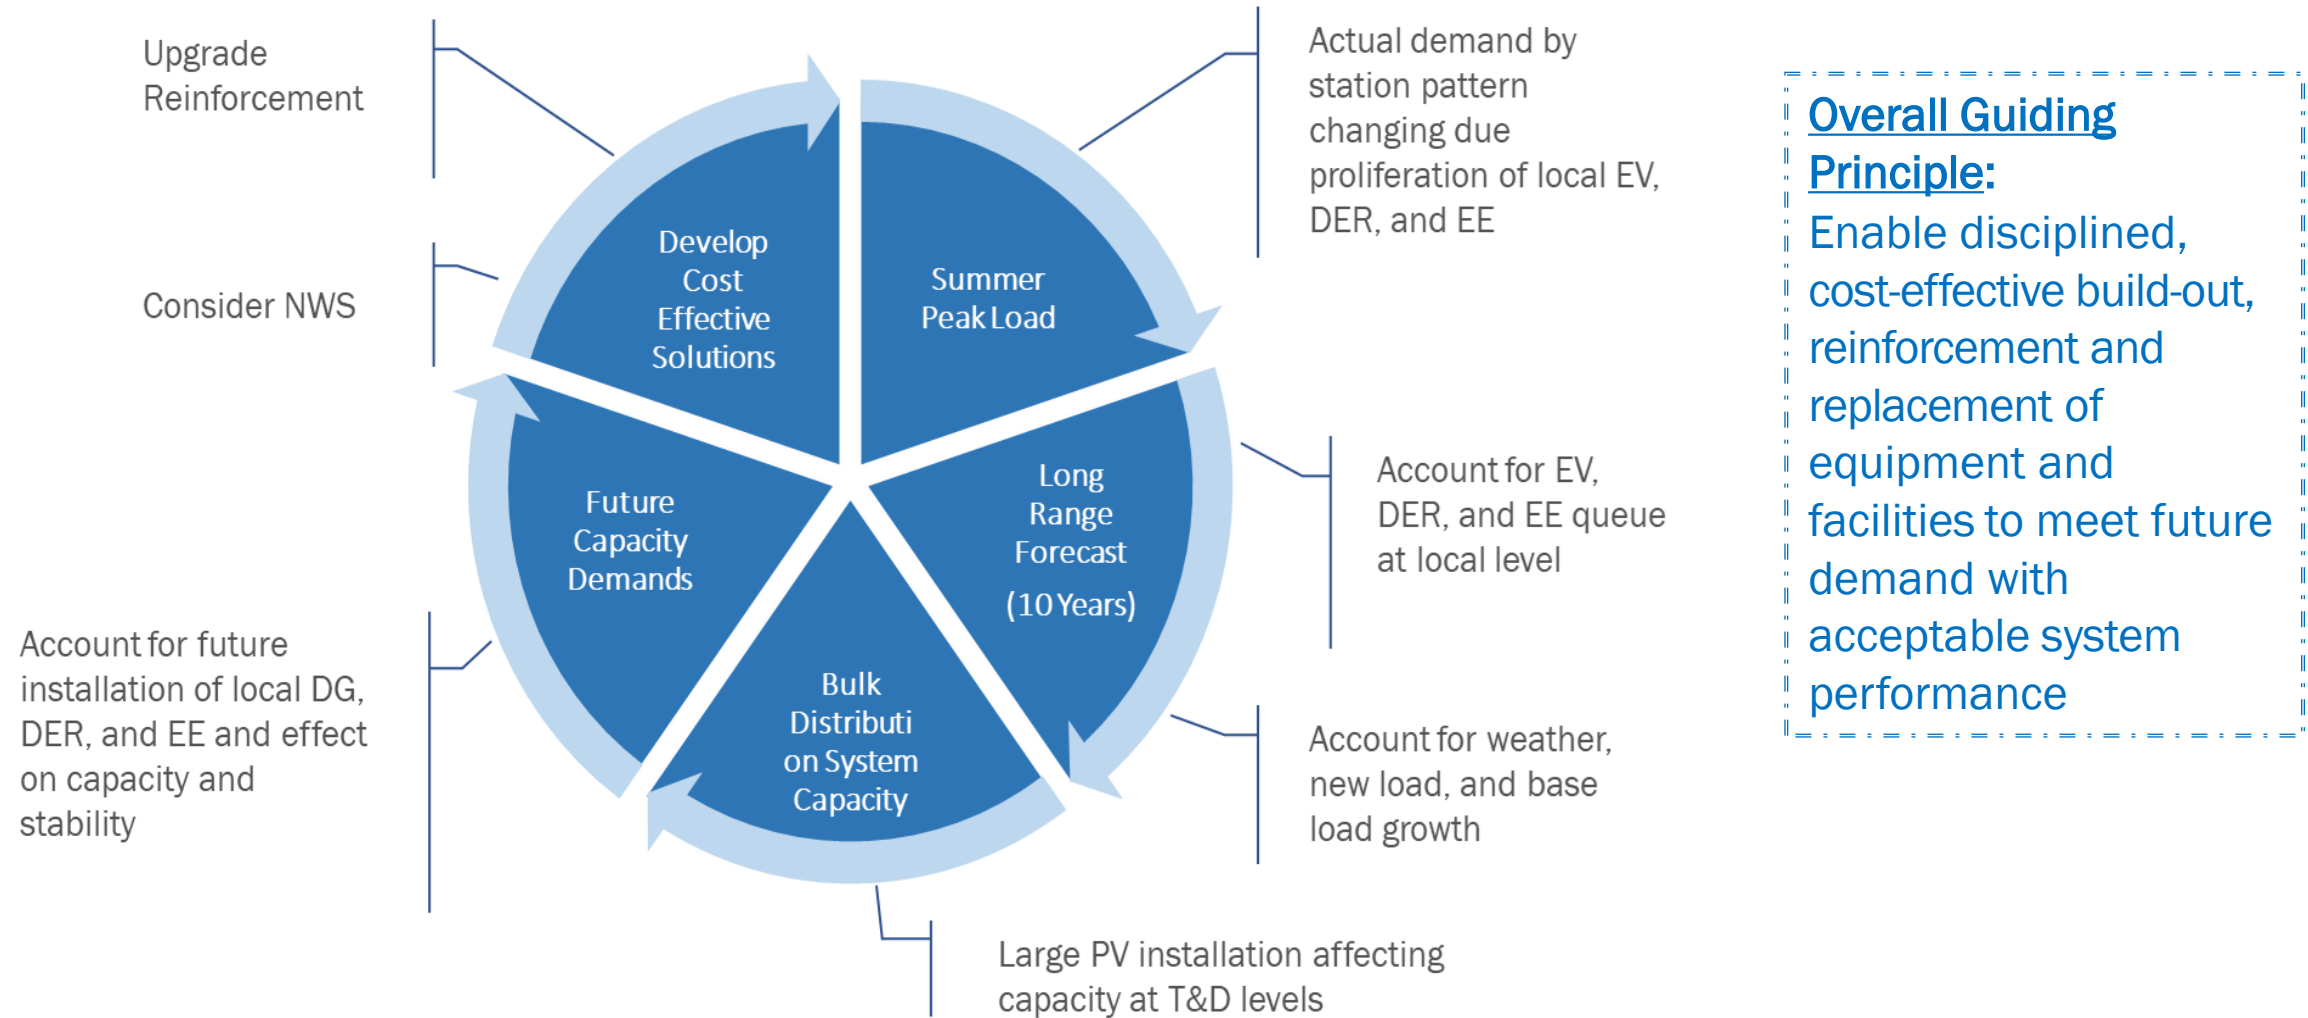 Upgrade
Reinforcement
Consider NWS
Account for future
installation of local DG,
DER, and EE and effect
on capacity and
stability
Develop
Cost
Effective
Solutions
Summer
Peak Load
Future
Capacity
Demands
Long
Range
Forecast
(10 Years)
Bulk
Distributi
on System
Capacity
Actual demand by
station pattern
changing due
proliferation of local EV,
DER, and EE
Account for EV,
DER, and EE queue
at local level
Account for weather,
new load, and base
load growth
Large PV installation affecting
capacity at T&D levels
Overall Guiding
Principle:
Enable disciplined,
cost-effective build-out,
reinforcement and
replacement of
equipment and
facilities to meet future
demand with
acceptable system
performance